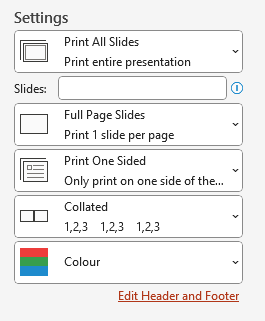 Settings
Print All Slides
Print entire presentation
Slides:
Full Page Slides
Print 1 slide per page
Print One Sided
Only print on one side of the...
Collated
1,2,3 1,2,3 1,2,3
Colour
Edit Header and Footer